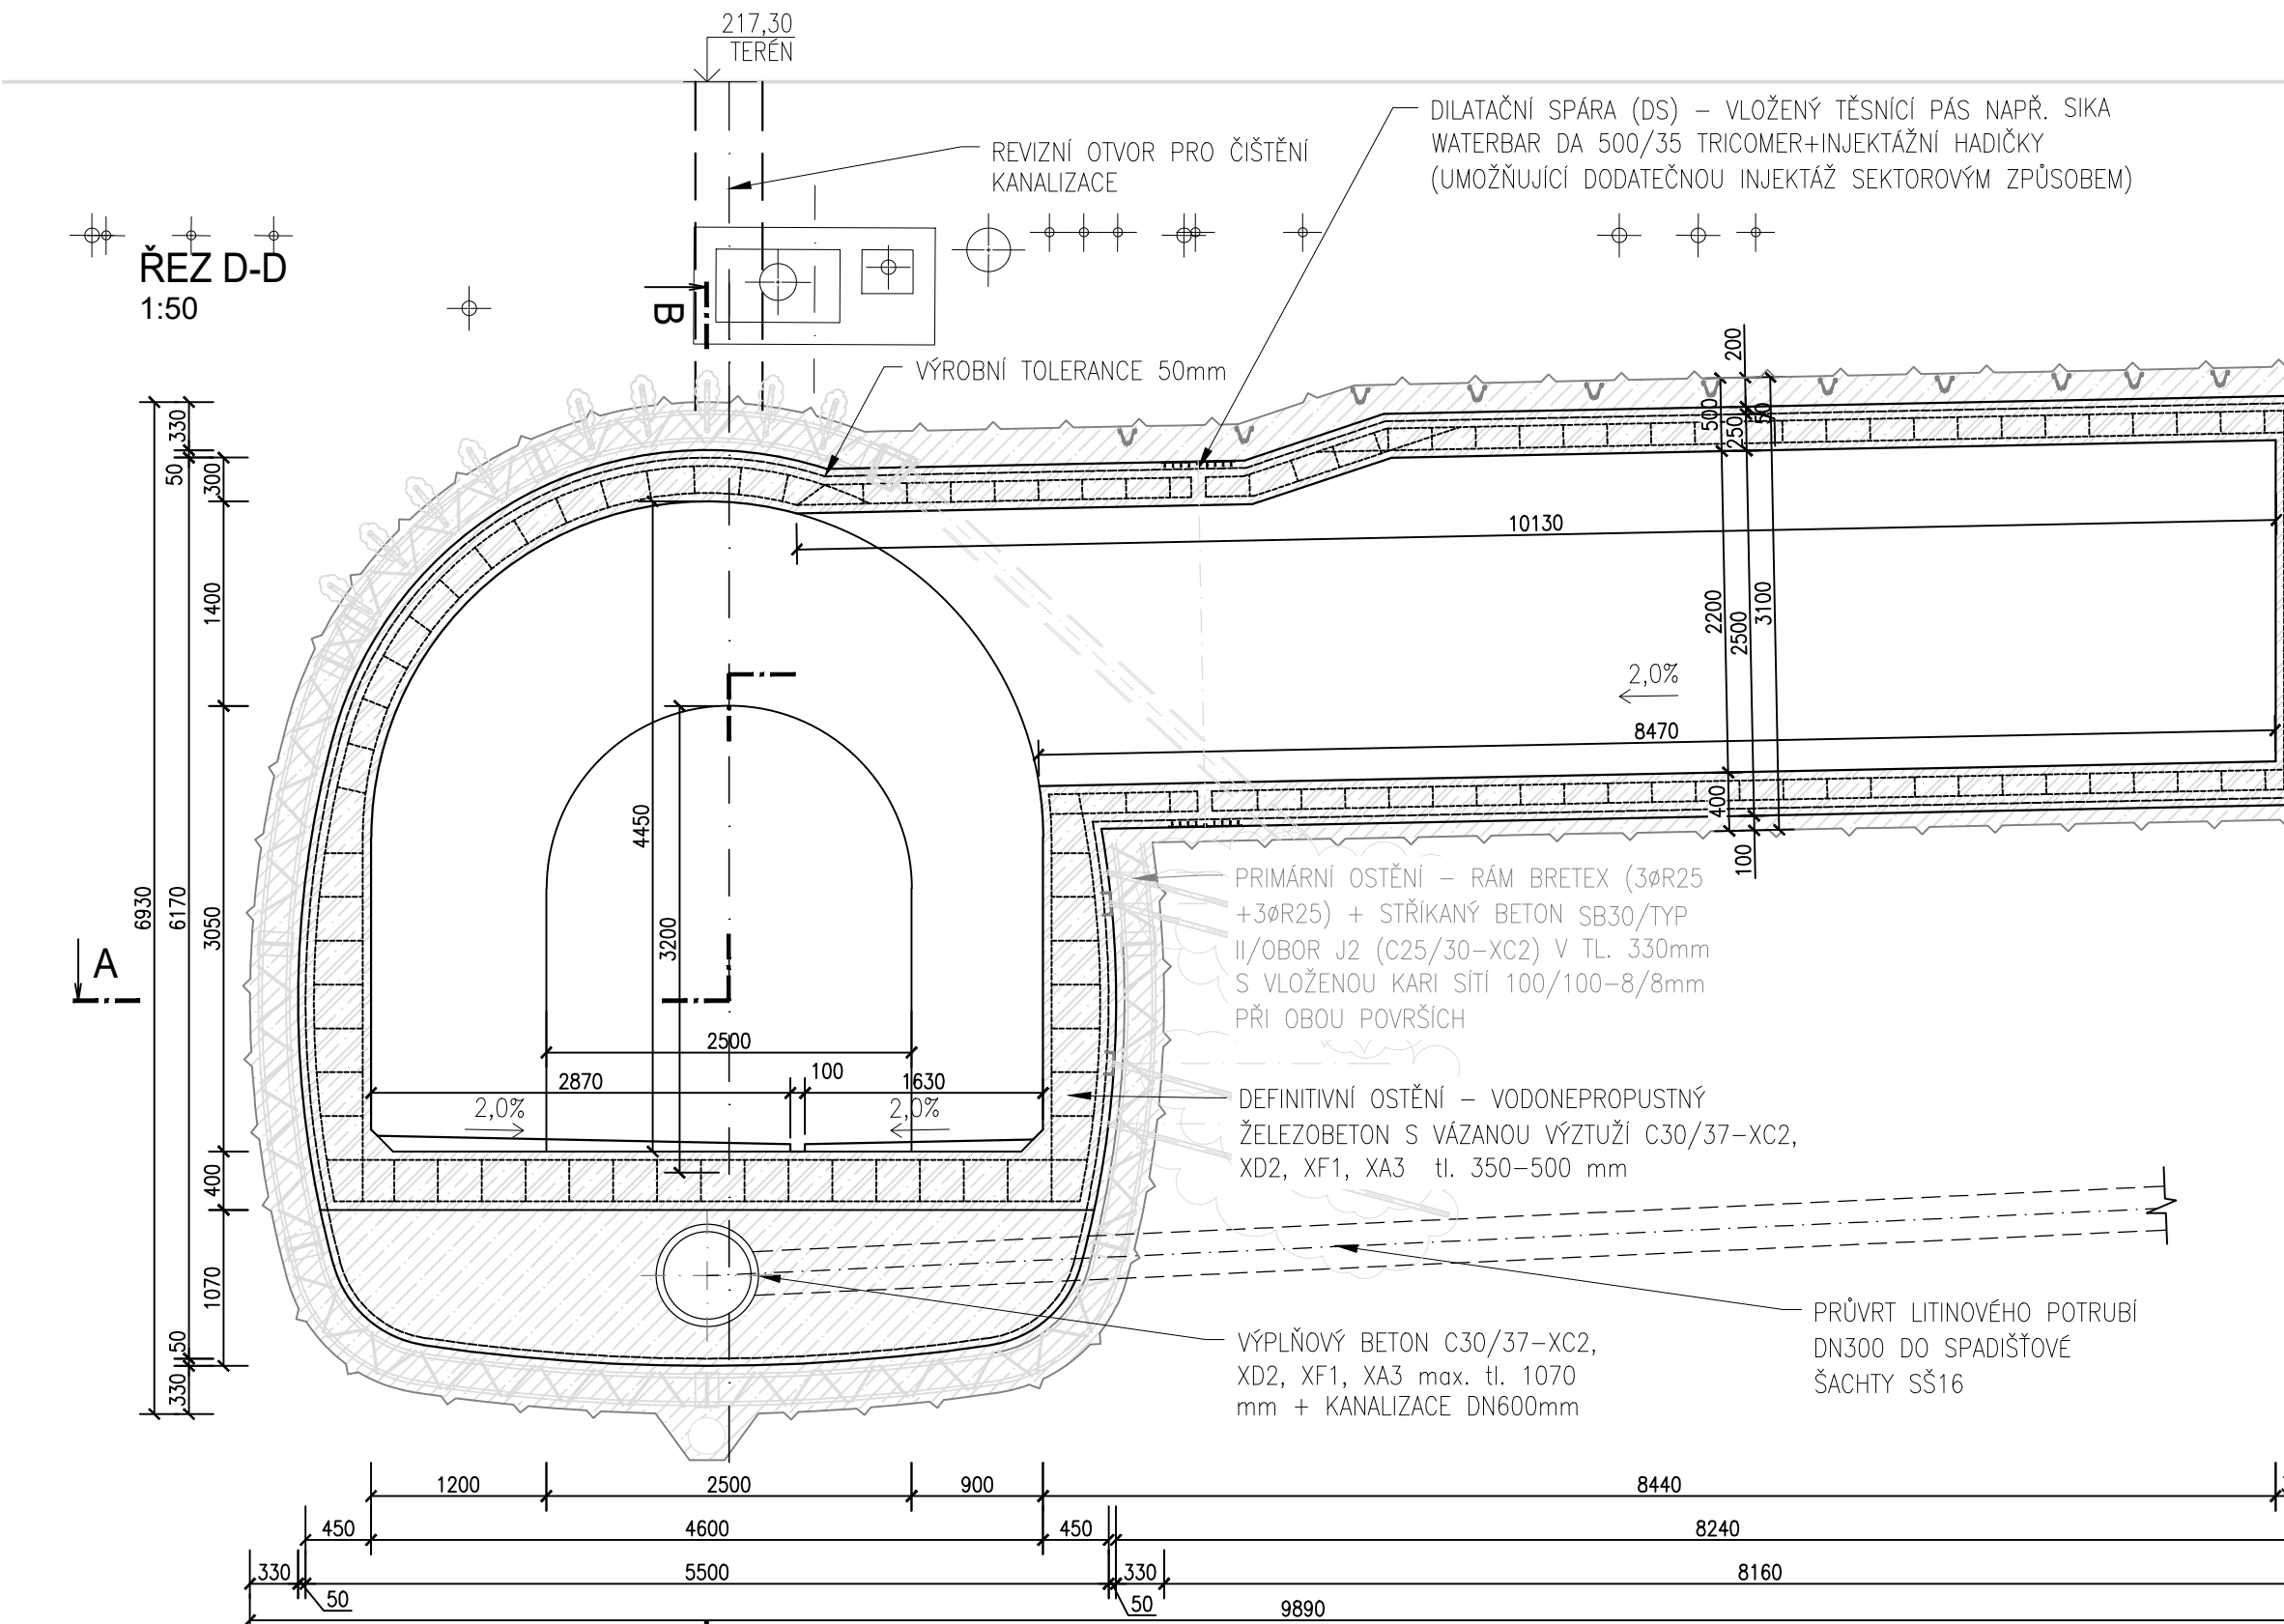 217,30
TERÉN
DILATAČNÍ SPÁRA (DS) – VLOŽENÝ TĚSNÍCÍ PÁS NAPŘ. SIKA
WATERBAR DA 500/35 TRICOMER+INJEKTÁŽNÍ HADIČKY
(UMOŽŇUJÍCÍ DODATEČNOU INJEKTÁŽ SEKTOROVÝM ZPŮSOBEM)
REVIZNÍ OTVOR PRO ČIŠTĚNÍ
KANALIZACE
ŘEZ D-D
1:50
B
VÝROBNÍ TOLERANCE 50mm
200
500
250
50
330
50
300
1400
6930
6170
3050
400
1070
50
330
10130
2200
2500
3100
2,0%
8470
400
100
4450
3200
A
2500
2870
100
1630
2,0%
2,0%
PRIMÁRNÍ OSTĚNÍ – RÁM BRETEX (3øR25
+3øR25) + STŘÍKANÝ BETON SB30/TYP
II/OBOR J2 (C25/30–XC2) V TL. 330mm
S VLOŽENOU KARI SÍTÍ 100/100–8/8mm
PŘI OBOU POVRŠÍCH
DEFINITIVNÍ OSTĚNÍ – VODONEPROPUSTNÝ
ŽELEZOBETON S VÁZANOU VÝZTUŽÍ C30/37–XC2,
XD2, XF1, XA3 tl. 350–500 mm
VÝPLŇOVÝ BETON C30/37–XC2,
XD2, XF1, XA3 max. tl. 1070
mm + KANALIZACE DN600mm
PRŮVRT LITINOVÉHO POTRUBÍ
DN300 DO SPADIŠŤOVÉ
ŠACHTY SŠ16
1200
2500
900
8440
450
4600
450
8240
330
5500
330
8160
50
50
9890